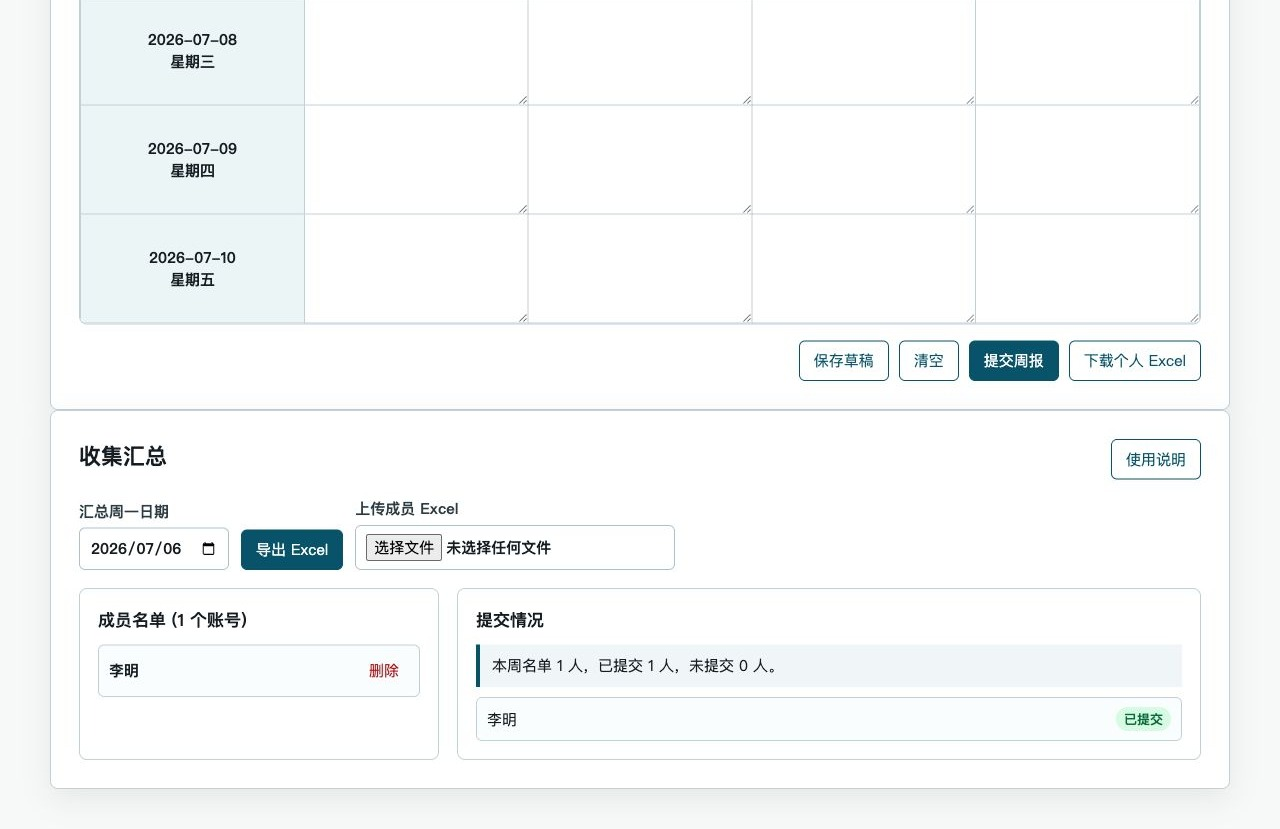 2026-07-08
星期三
2026-07-09
星期四
2026-07-10
星期五
保存草稿 清空 提交周报 下载个人 Excel
收集汇总
使用说明
汇总周一日期
上传成员 Excel
2026/07/06
导出 Excel
选择文件 未选择任何文件
成员名单 (1 个账号)
李明
删除
提交情况
本周名单 1 人，已提交 1 人，未提交 0 人。
李明
已提交